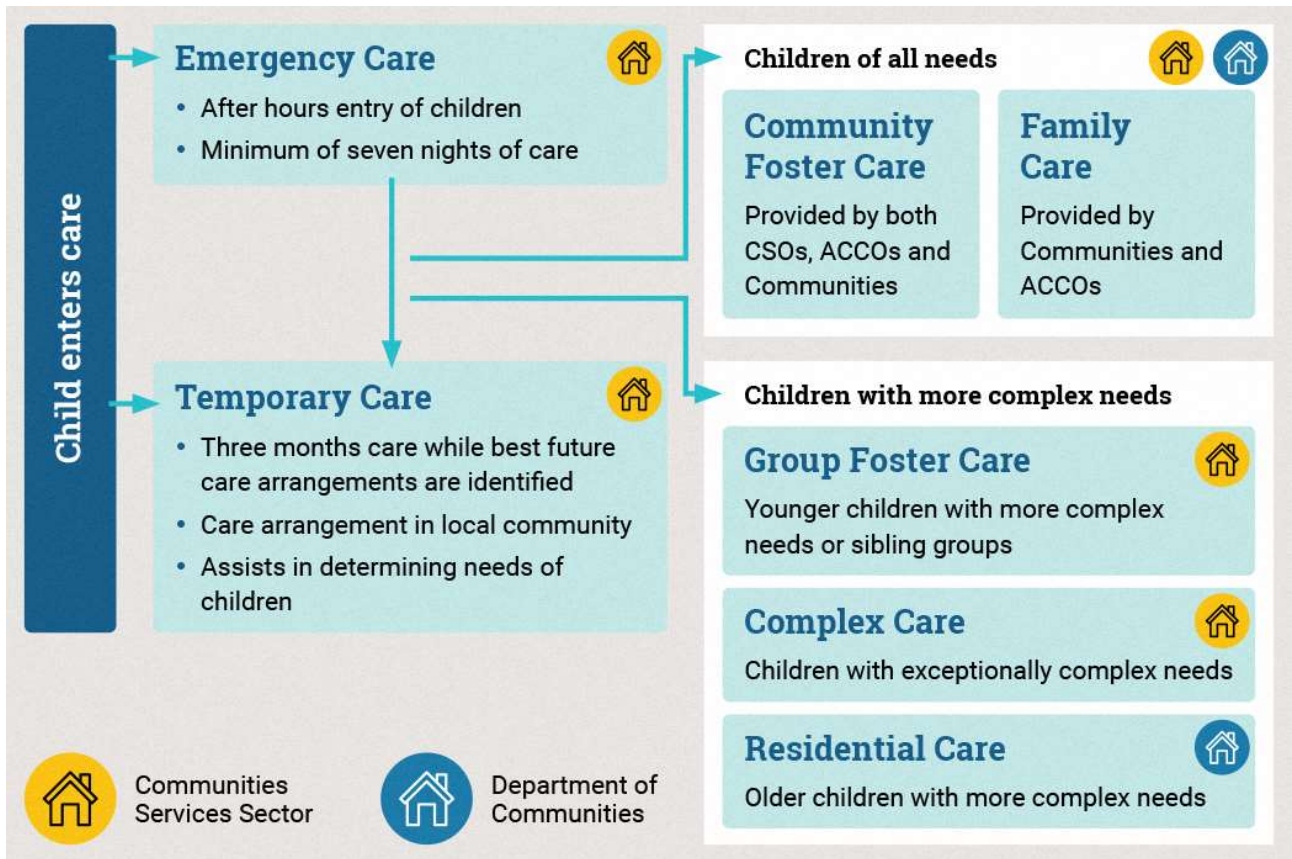 Child enters care
Emergency Care
• After hours entry of children
• Minimum of seven nights of care
Temporary Care
• Three months care while best future
care arrangements are identified
• Care arrangement in local community
• Assists in determining needs of
children
Children of all needs
Community
Foster Care
Provided by both
CSOs, ACCOs and
Communities
Family
Care
Provided by
Communities and
ACCOs
Children with more complex needs
Group Foster Care
Younger children with more complex
needs or sibling groups
Complex Care
Children with exceptionally complex needs
Residential Care
Older children with more complex needs
Communities
Services Sector
Department of
Communities